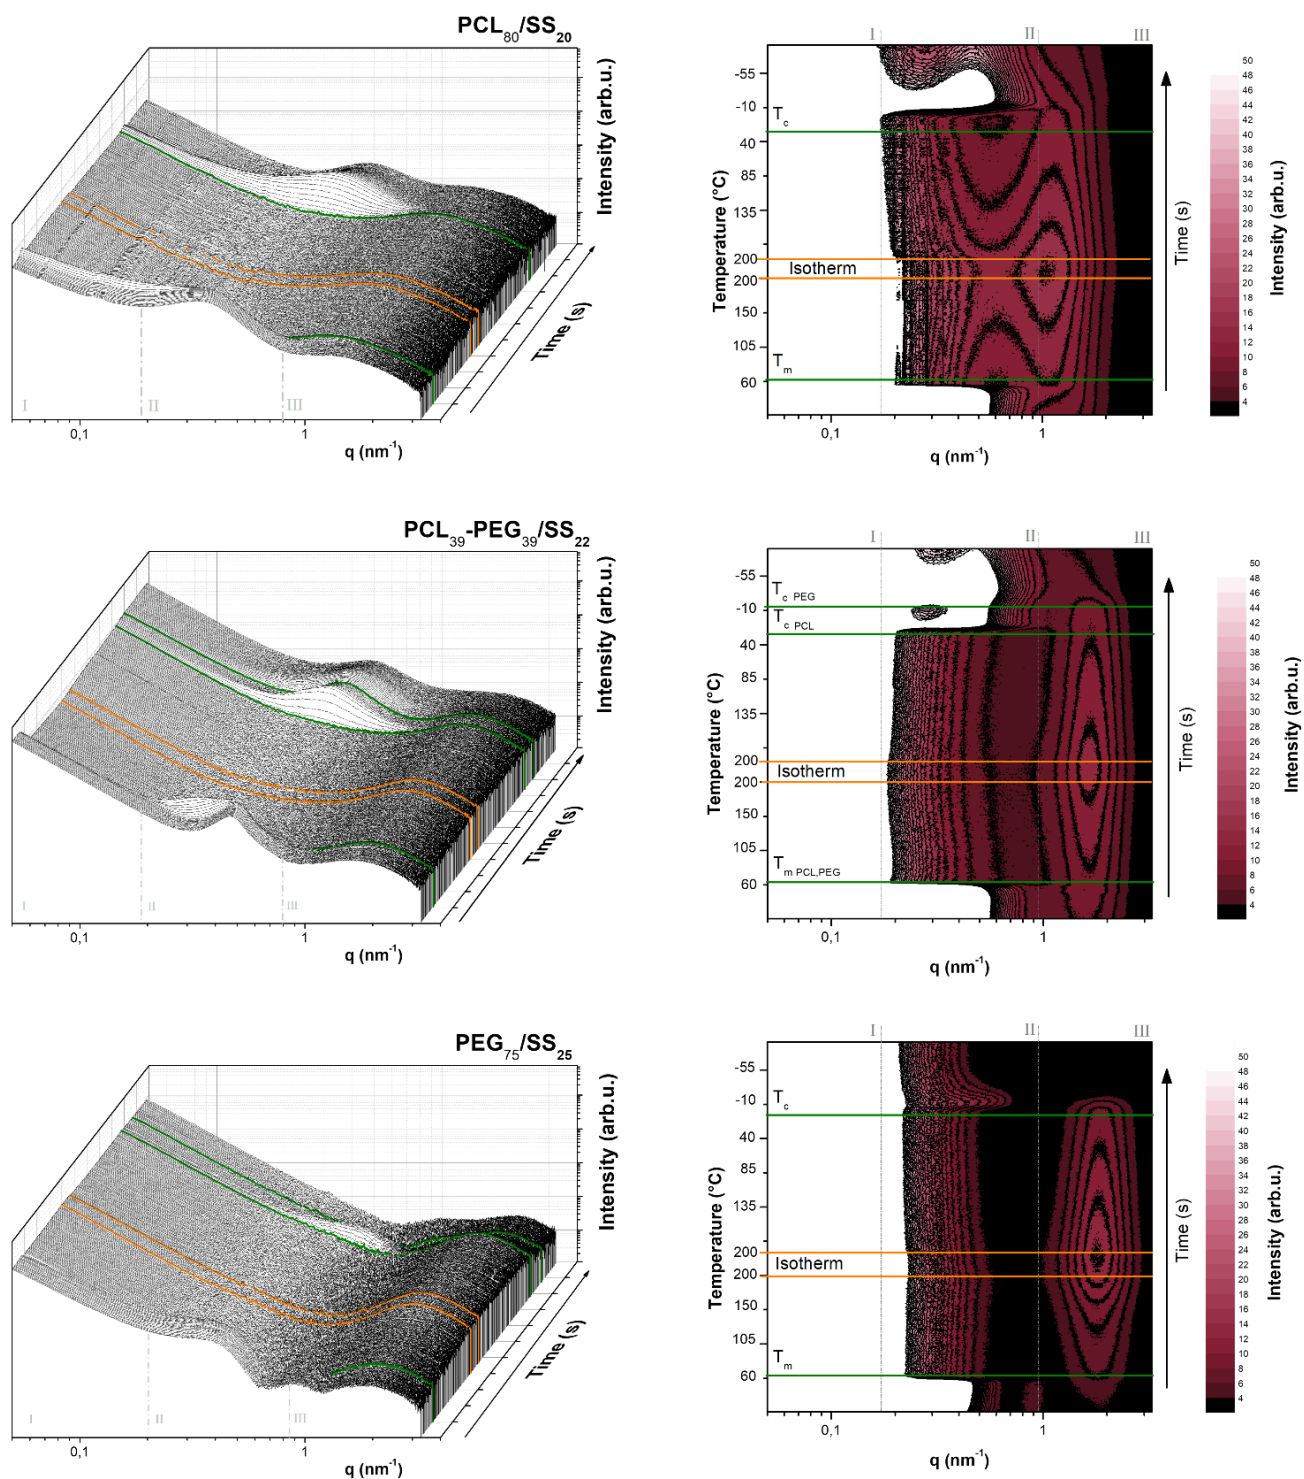 PCL80/SS20
Intensity (arb.u.)
Time (s)
I II III
0,1 1
q (nm-1)
I II III
Temperature (°C)
-55
-10
Tc
40
85
135
200
Isotherm
200
150
105
Tm
60
0,1 1
q (nm-1)
Time (s)
Intensity (arb.u.)
50
48
46
44
42
40
38
36
34
32
30
28
26
24
22
20
18
16
14
12
10
8
6
4
PCL39-PEG39/SS22
Intensity (arb.u.)
Time (s)
I II III
0,1 1
q (nm-1)
I II III
Temperature (°C)
-55
Tc PEG
-10
Tc PCL
40
85
135
200
Isotherm
200
150
105
Tm PCL,PEG
60
0,1 1
q (nm-1)
Time (s)
Intensity (arb.u.)
50
48
46
44
42
40
38
36
34
32
30
28
26
24
22
20
18
16
14
12
10
8
6
4
PEG75/SS25
Intensity (arb.u.)
Time (s)
I II III
0,1 1
q (nm-1)
I II III
Temperature (°C)
-55
-10
Tc
40
85
135
200
Isotherm
200
150
105
Tm
60
0,1 1
q (nm-1)
Time (s)
Intensity (arb.u.)
50
48
46
44
42
40
38
36
34
32
30
28
26
24
22
20
18
16
14
12
10
8
6
4